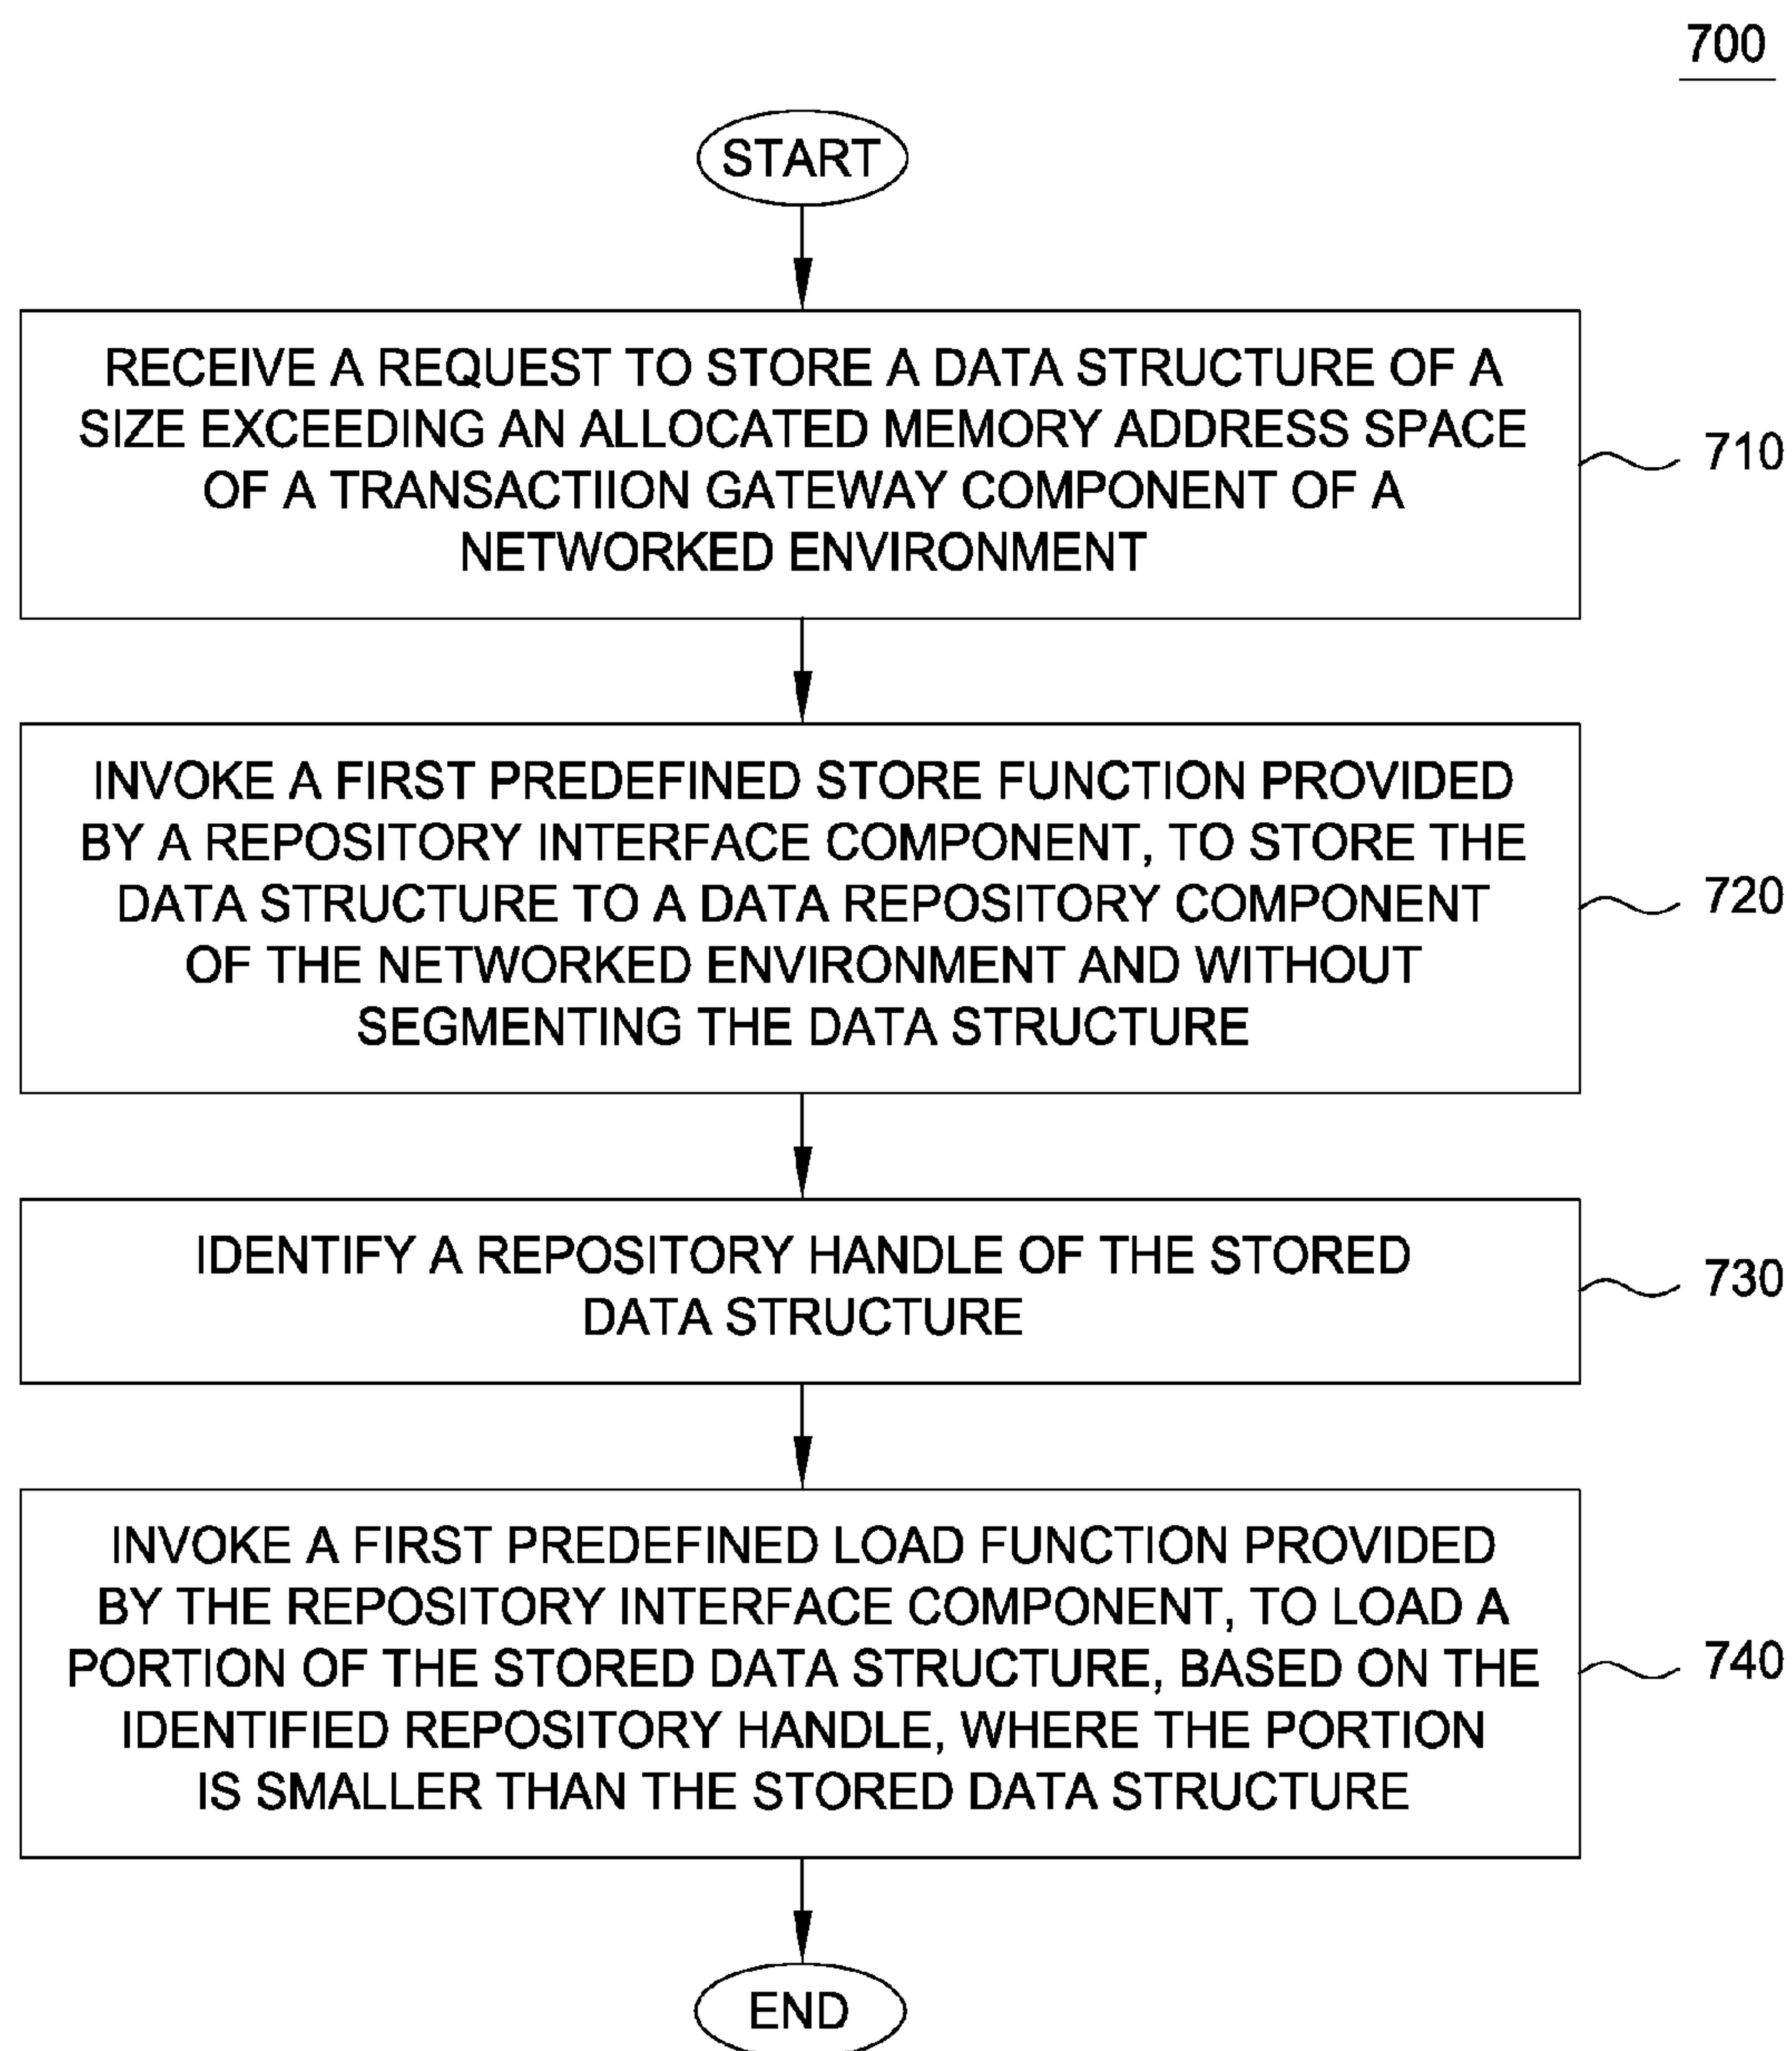 700
START
RECEIVE A REQUEST TO STORE A DATA STRUCTURE OF A
SIZE EXCEEDING AN ALLOCATED MEMORY ADDRESS SPACE
OF A TRANSACTIION GATEWAY COMPONENT OF A
NETWORKED ENVIRONMENT
710
INVOKE A FIRST PREDEFINED STORE FUNCTION PROVIDED
BY A REPOSITORY INTERFACE COMPONENT, TO STORE THE
DATA STRUCTURE TO A DATA REPOSITORY COMPONENT
OF THE NETWORKED ENVIRONMENT AND WITHOUT
SEGMENTING THE DATA STRUCTURE
720
IDENTIFY A REPOSITORY HANDLE OF THE STORED
DATA STRUCTURE
730
INVOKE A FIRST PREDEFINED LOAD FUNCTION PROVIDED
BY THE REPOSITORY INTERFACE COMPONENT, TO LOAD A
PORTION OF THE STORED DATA STRUCTURE, BASED ON THE
IDENTIFIED REPOSITORY HANDLE, WHERE THE PORTION
IS SMALLER THAN THE STORED DATA STRUCTURE
740
END